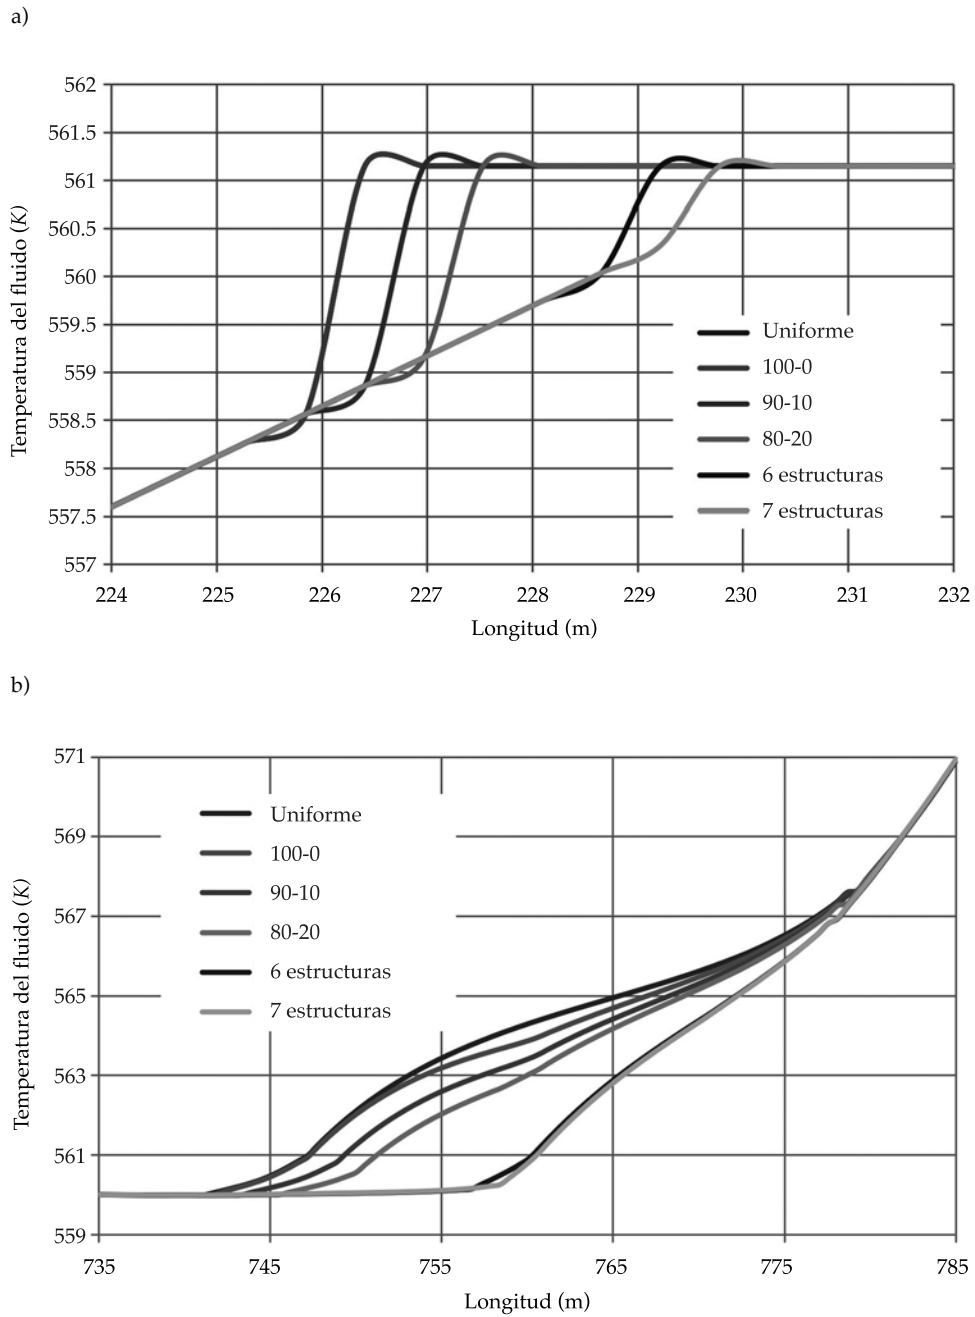 a)
562
561.5
561
560.5
560
559.5
559
558.5
558
557.5
557
Temperatura del fluido (K)
Uniforme
100-0
90-10
80-20
6 estructuras
7 estructuras
224 225 226 227 228 229 230 231 232
Longitud (m)
b)
571
569
567
565
563
561
559
Temperatura del fluido (K)
Uniforme
100-0
90-10
80-20
6 estructuras
7 estructuras
735 745 755 765 775 785
Longitud (m)